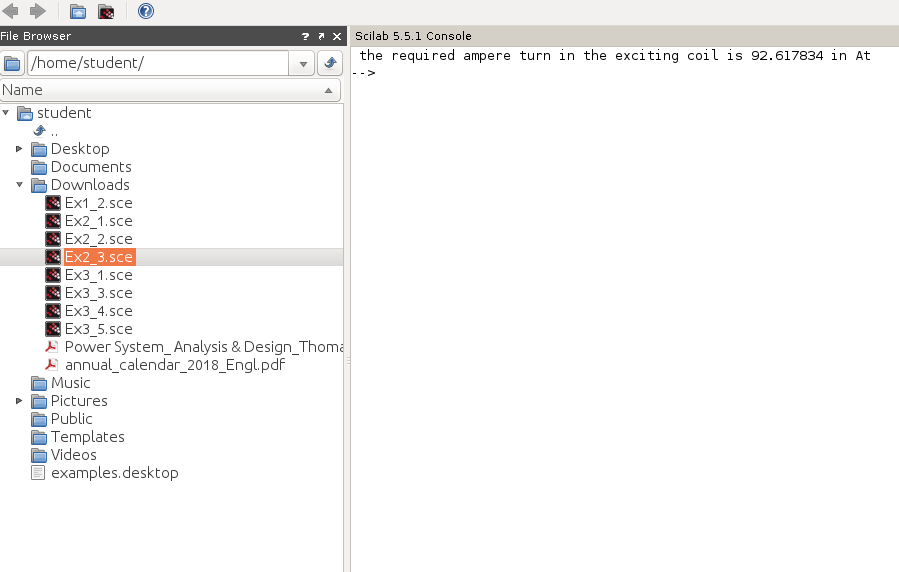 File Browser
? ↗ ×
Scilab 5.5.1 Console
/home/student/
the required ampere turn in the exciting coil is 92.617834 in At
-->
Name
student
..
Desktop
Documents
Downloads
Ex1_2.sce
Ex2_1.sce
Ex2_2.sce
Ex2_3.sce
Ex3_1.sce
Ex3_3.sce
Ex3_4.sce
Ex3_5.sce
Power System_ Analysis & Design_Thoma
annual_calendar_2018_Engl.pdf
Music
Pictures
Public
Templates
Videos
examples.desktop